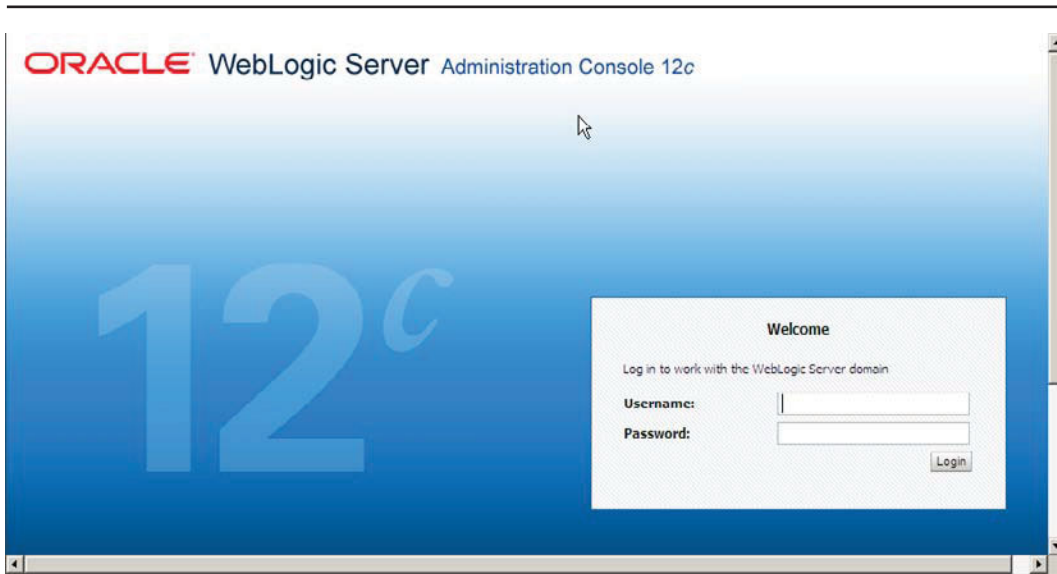 ORACLE WebLogic Server Administration Console 12c
12c
Welcome
Log in to work with the WebLogic Server domain
Username:
Password:
Login